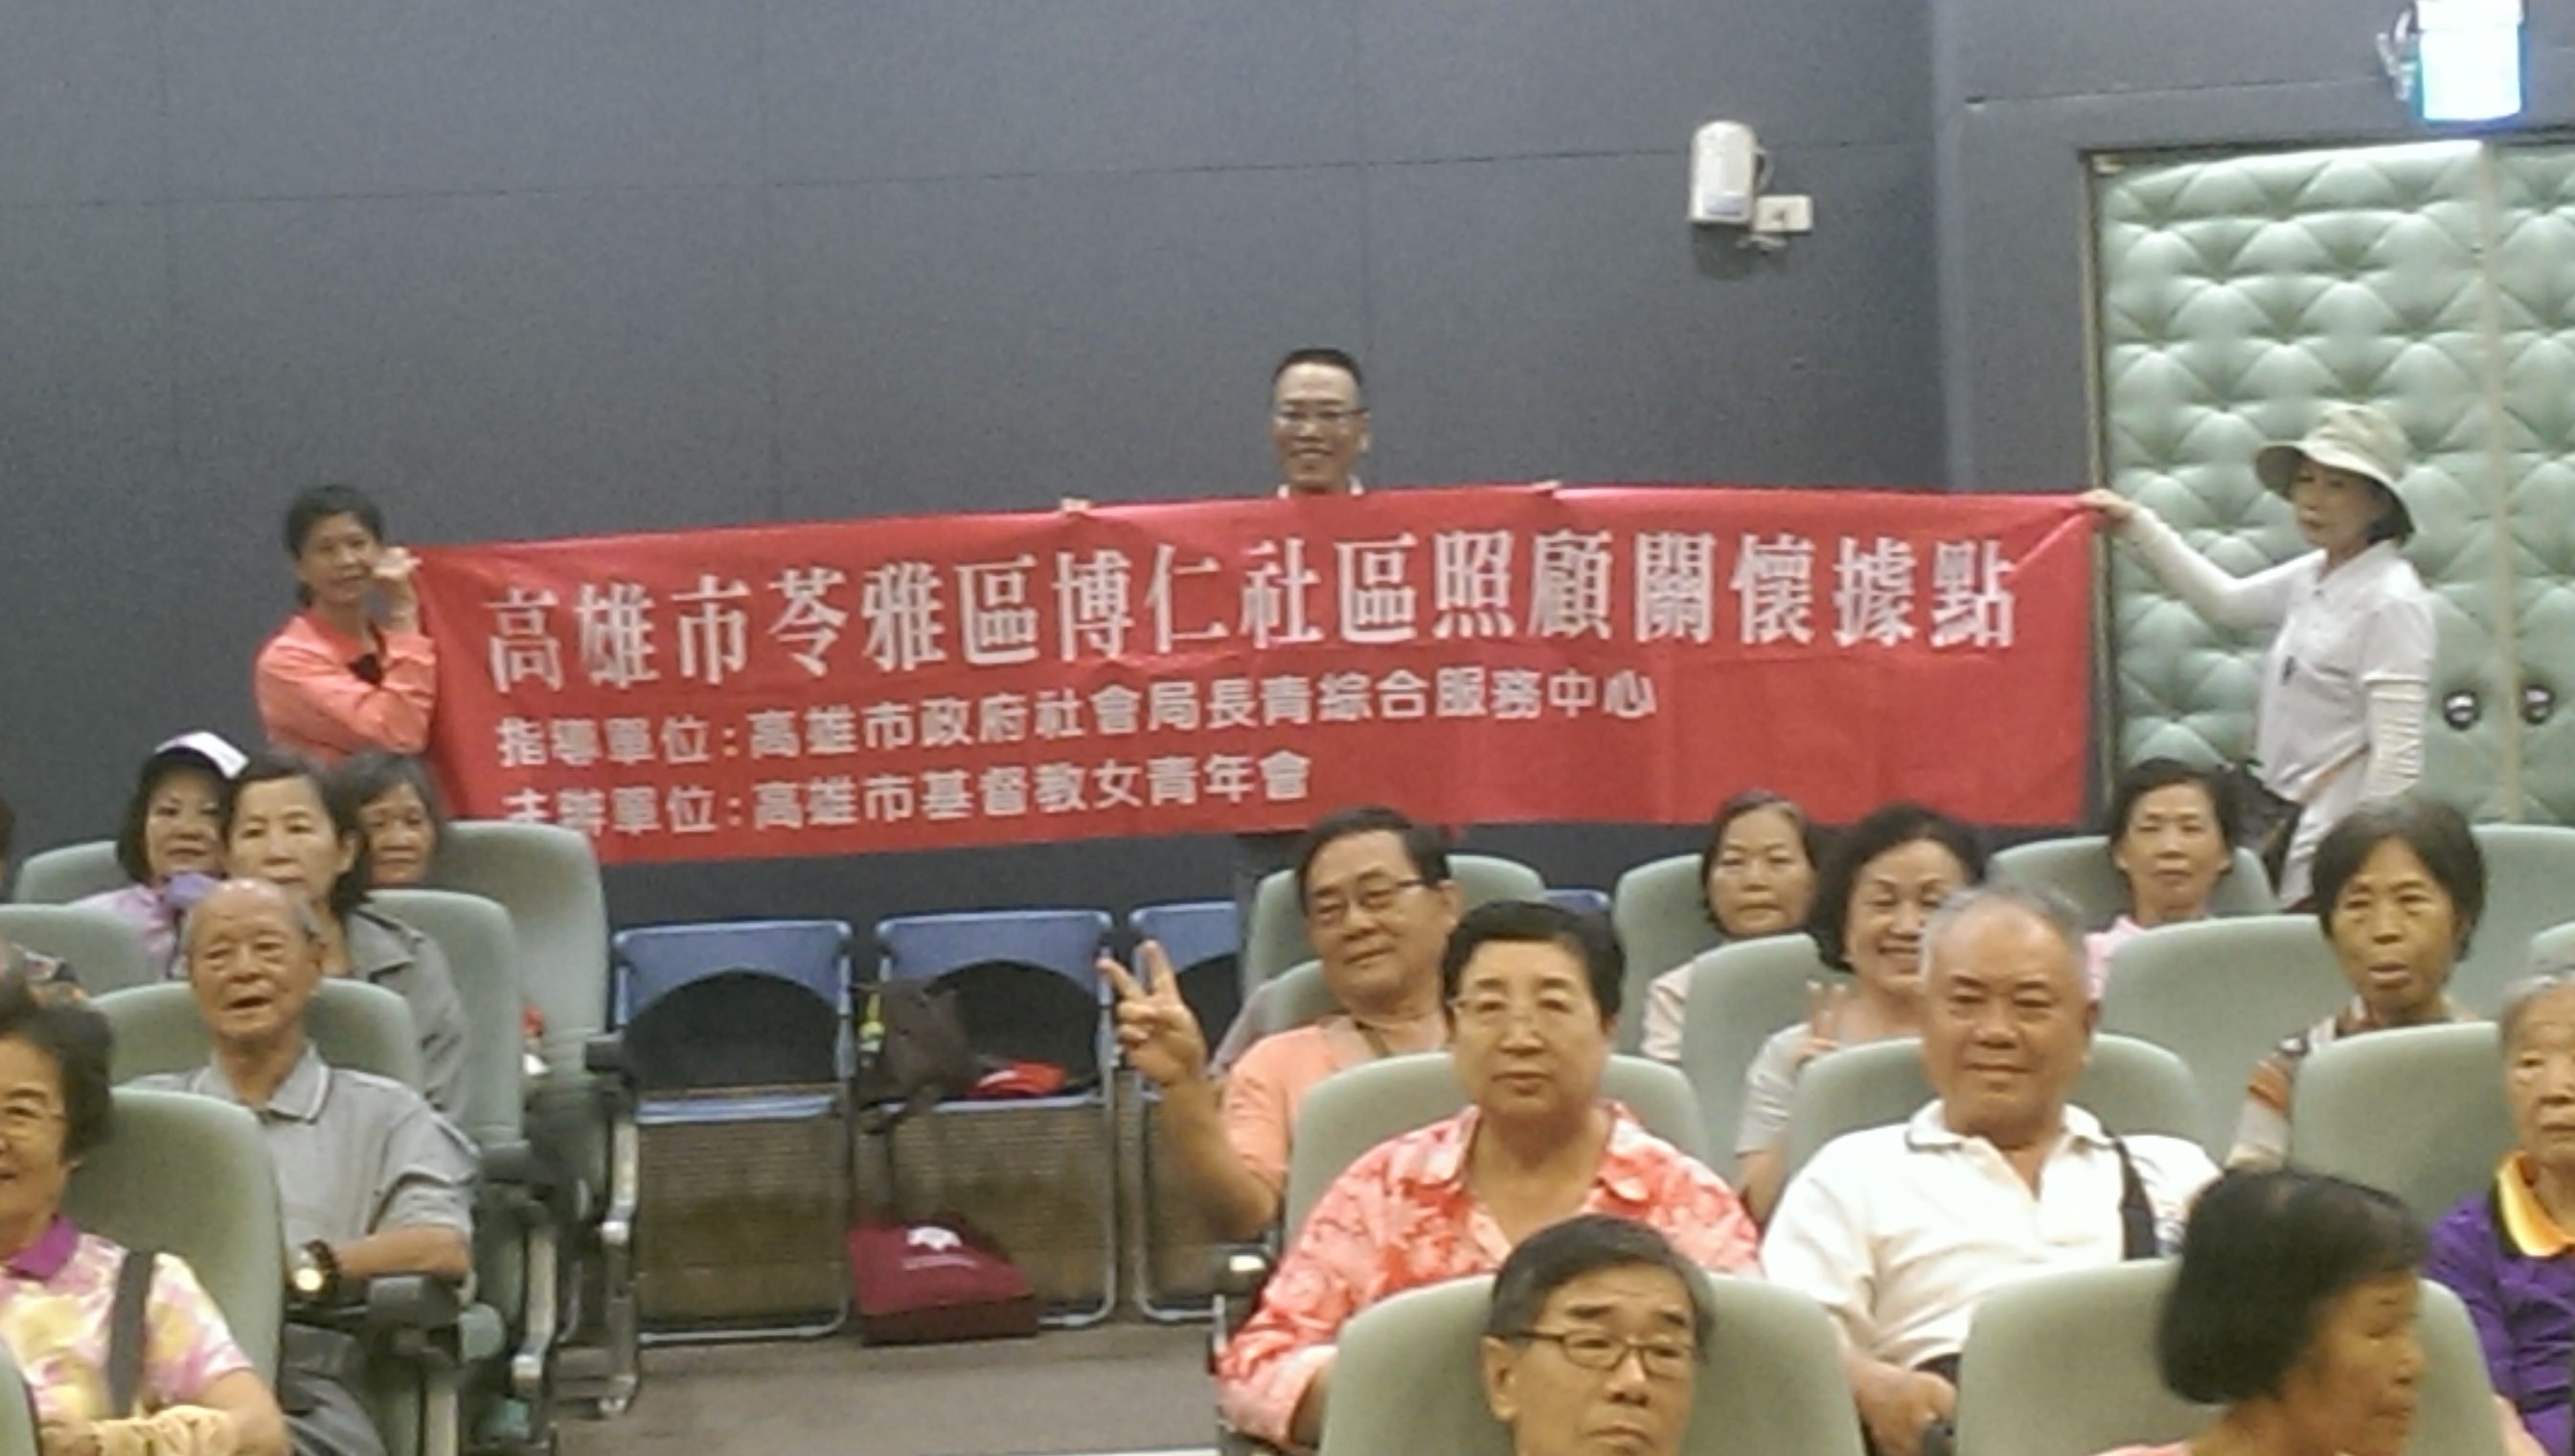 高雄市苓雅區博仁社區照顧關懷據點
指導單位：高雄市政府社會局長青綜合服務中心
主辦單位：高雄市基督教女青年會